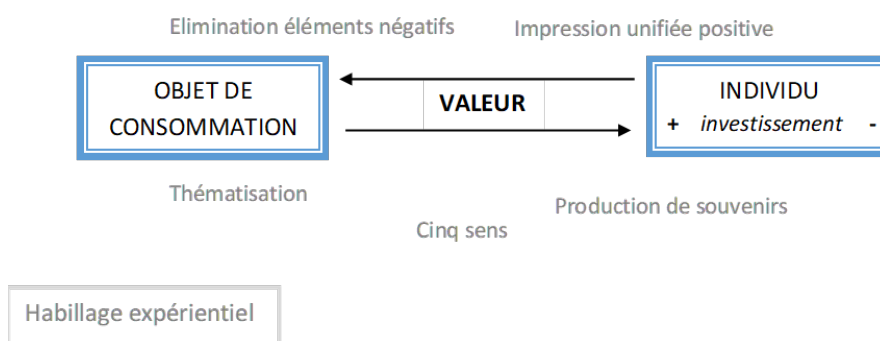 Elimination éléments négatifs
Impression unifiée positive
OBJET DE
CONSOMMATION
VALEUR
INDIVIDU
+ investissement -
Thématisation
Production de souvenirs
Cinq sens
Habillage expérientiel